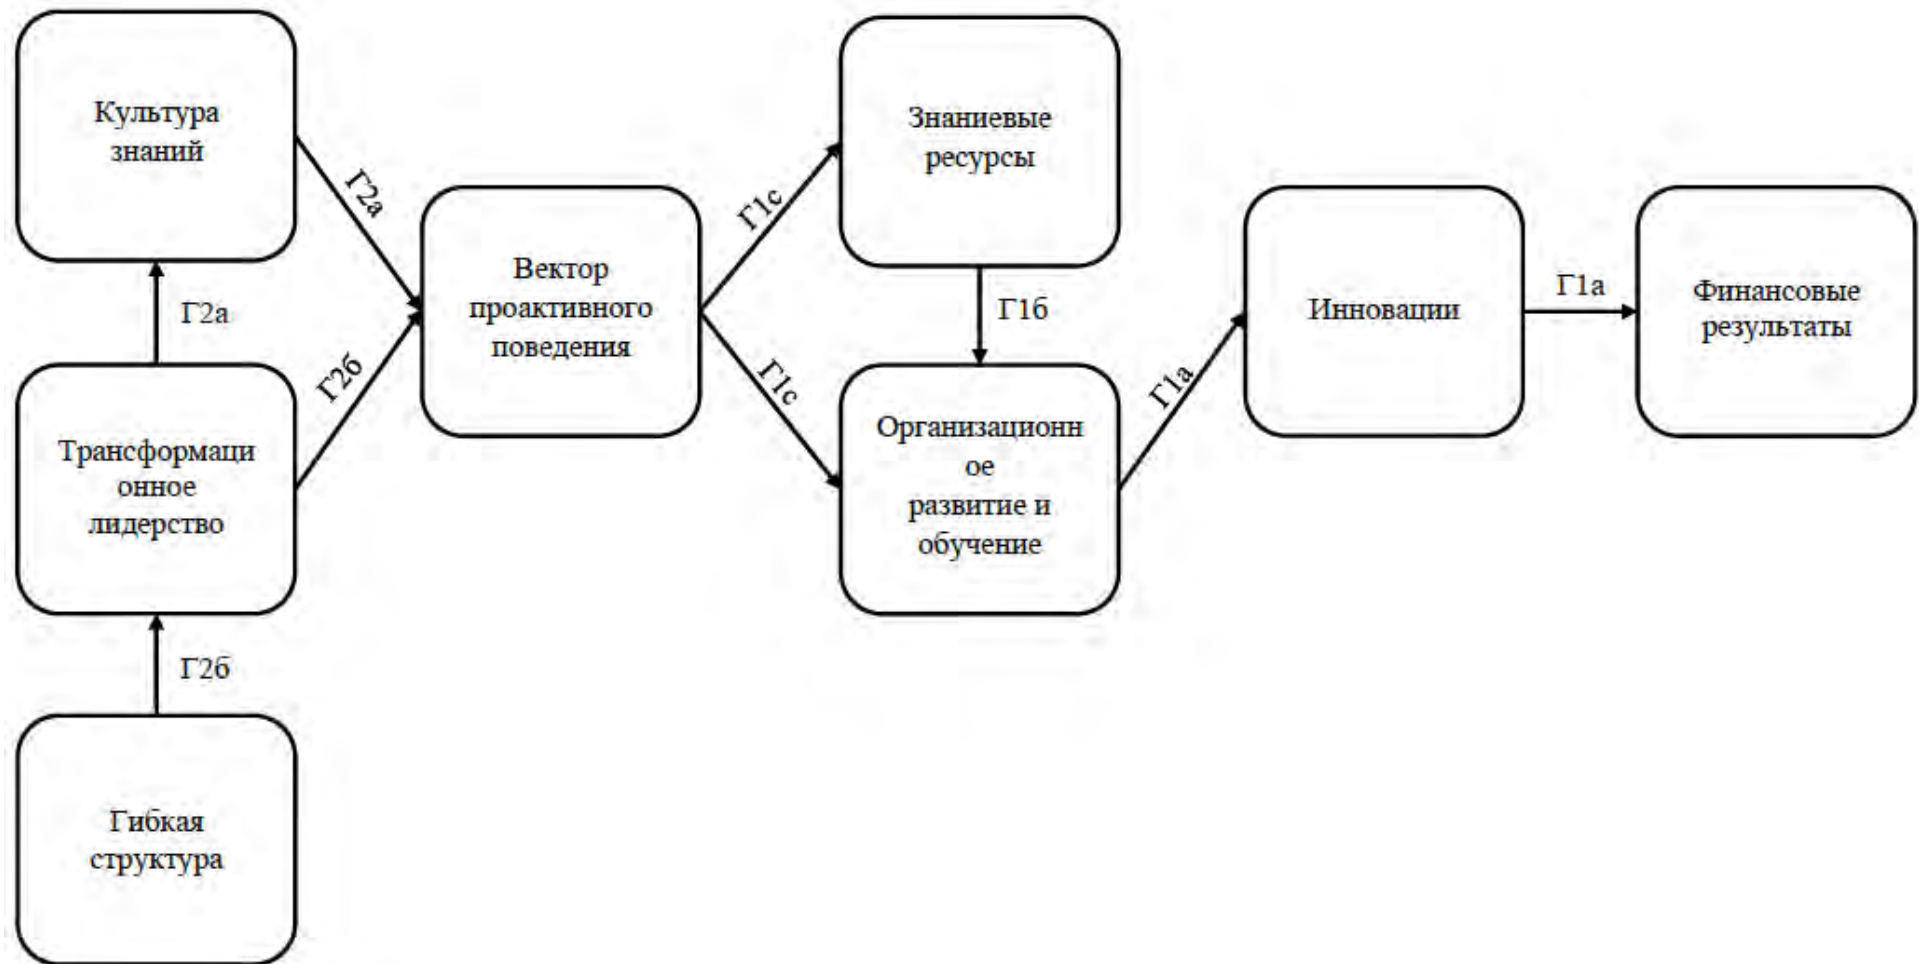 Культура
знаний
Г2а
Трансформаци
онное
лидерство
Г2б
Гибкая
структура
Г2а
Г2б
Вектор
проактивного
поведения
Г1с
Г1с
Знаниевые
ресурсы
Г1б
Организационн
ое
развитие и
обучение
Г1а
Инновации
Г1а
Финансовые
результаты